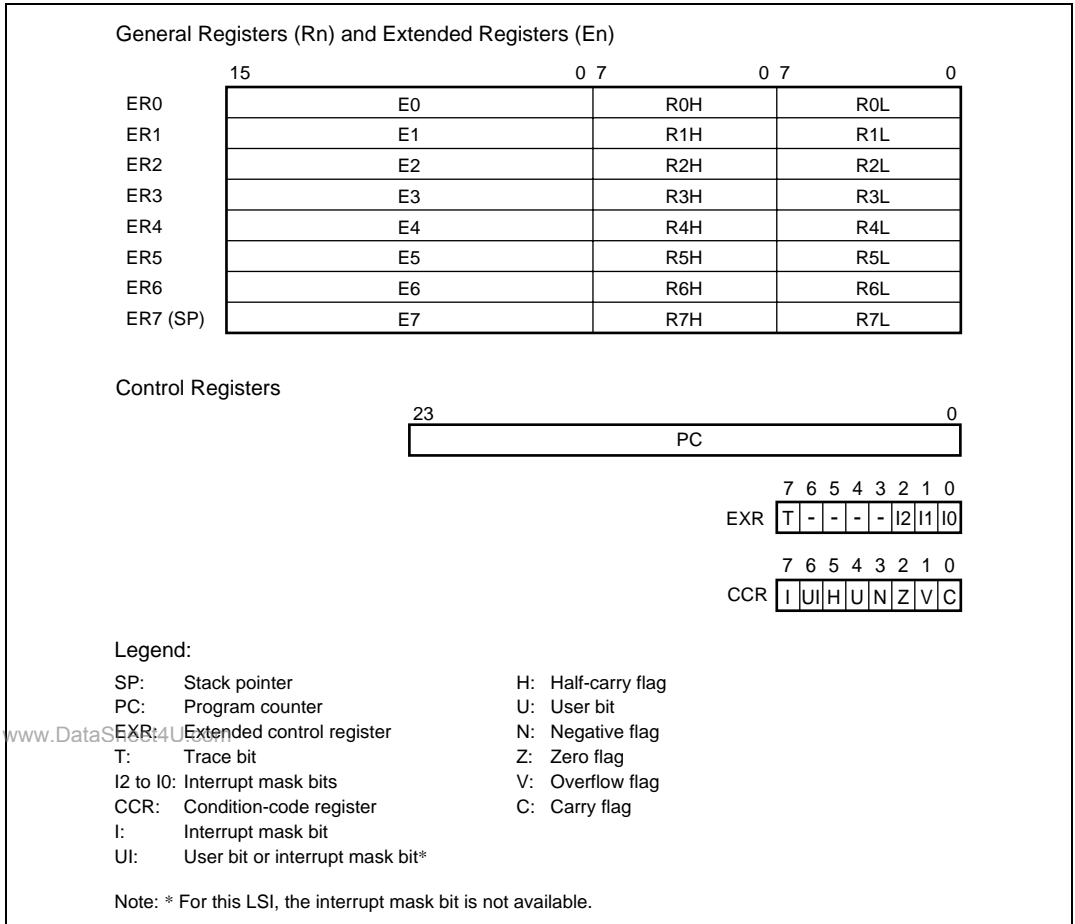 General Registers (Rn) and Extended Registers (En)
15 0 7 0 7 0
ER0 E0 R0H R0L
ER1 E1 R1H R1L
ER2 E2 R2H R2L
ER3 E3 R3H R3L
ER4 E4 R4H R4L
ER5 E5 R5H R5L
ER6 E6 R6H R6L
ER7 (SP) E7 R7H R7L
Control Registers
23 0
PC
7 6 5 4 3 2 1 0
EXR T - - - - I2 I1 I0
7 6 5 4 3 2 1 0
CCR I UI H U N Z V C
Legend:
SP: Stack pointer H: Half-carry flag
PC: Program counter U: User bit
EXR: Extended control register N: Negative flag
www.DataSheet4U.com
T: Trace bit Z: Zero flag
I2 to I0: Interrupt mask bits V: Overflow flag
CCR: Condition-code register C: Carry flag
I: Interrupt mask bit
UI: User bit or interrupt mask bit*
Note: * For this LSI, the interrupt mask bit is not available.